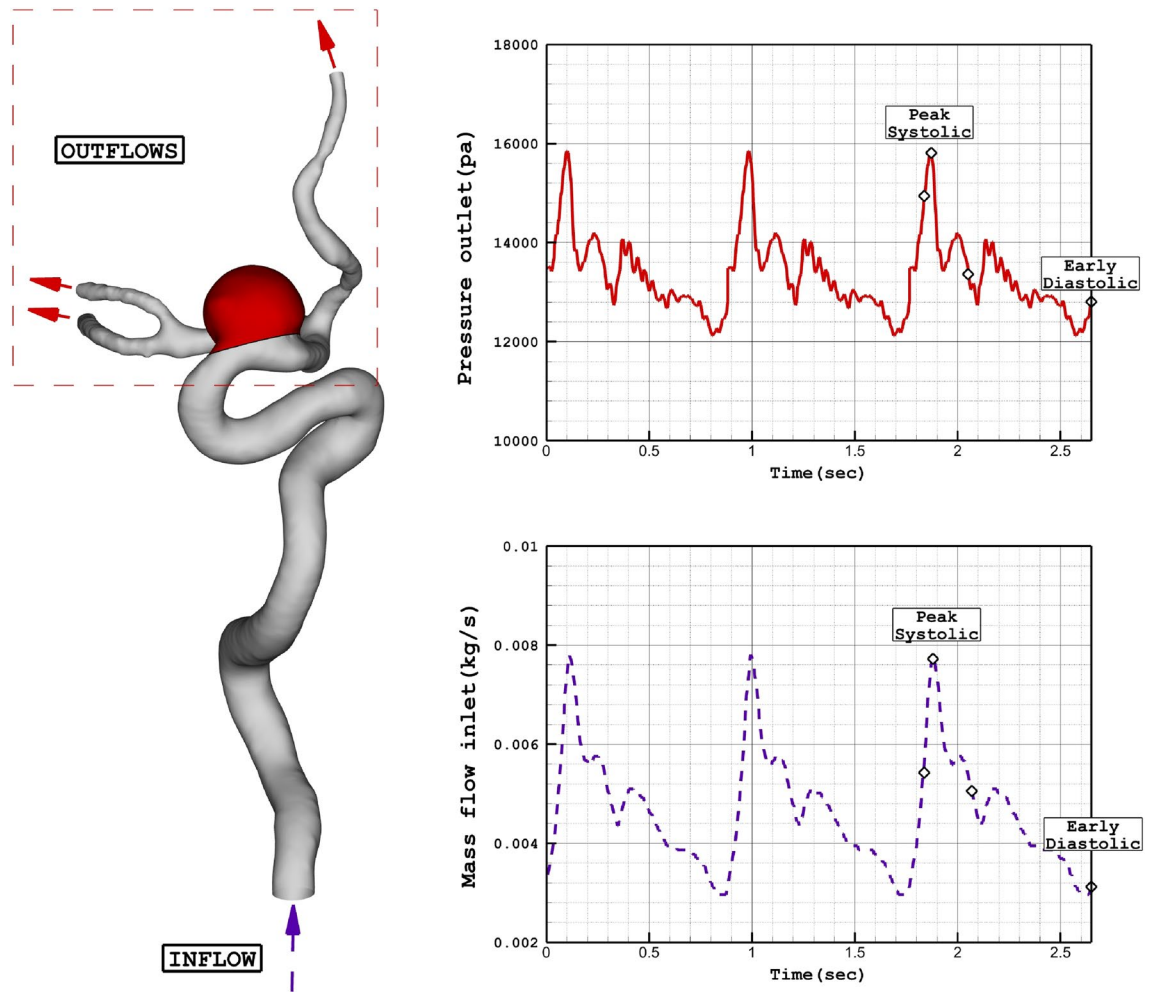 OUTFLOWS
INFLOW
18000
16000
14000
12000
10000
Pressure outlet(pa)
Peak
Systolic
Early
Diastolic
0
0.5
1
1.5
2
2.5
Time(sec)
0.01
0.008
0.006
0.004
0.002
Mass flow inlet(kg/s)
Peak
Systolic
Early
Diastolic
0
0.5
1
1.5
2
2.5
Time(sec)